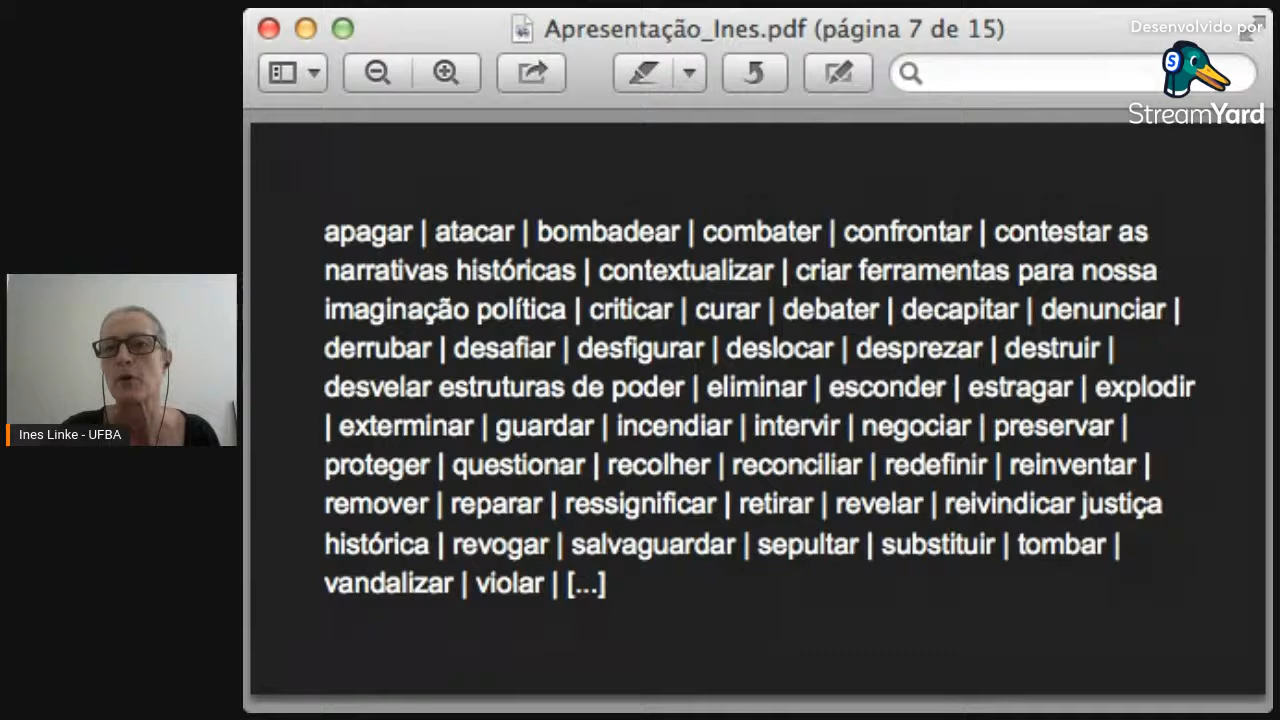 Apresentação_Ines.pdf (página 7 de 15)
Desenvolvido por
S
StreamYard
apagar | atacar | bombadear | combater | confrontar | contestar as
narrativas históricas | contextualizar | criar ferramentas para nossa
imaginação política | criticar | curar | debater | decapitar | denunciar |
derrubar | desafiar | desfigurar | deslocar | desprezar | destruir |
desvelar estruturas de poder | eliminar | esconder | estragar | explodir
| exterminar | guardar | incendiar | intervir | negociar | preservar |
proteger | questionar | recolher | reconciliar | redefinir | reinventar |
remover | reparar | ressignificar | retirar | revelar | reivindicar justiça
histórica | revogar | salvaguardar | sepultar | substituir | tombar |
vandalizar | violar | [...]
Ines Linke - UFBA